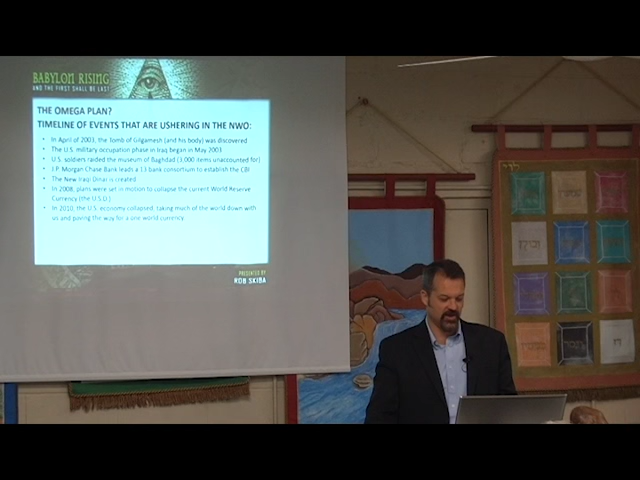 BABYLON RISING
AND THE FIRST SHALL BE LAST
THE OMEGA PLAN?
TIMELINE OF EVENTS THAT ARE USHERING IN THE NWO:
• In April of 2003, the Tomb of Gilgamesh (and his body) was discovered
• The U.S. military occupation phase in Iraq began in May 2003
• U.S. soldiers raided the museum of Baghdad (3,000 items unaccounted for)
• J.P. Morgan Chase Bank leads a 13 bank consortium to establish the CBI
• The New Iraqi Dinar is created
• In 2008, plans were set in motion to collapse the current World Reserve
Currency (the U.S.D.)
• In 2010, the U.S. economy collapsed, taking much of the world down with
us and paving the way for a one world currency.
PRESENTED BY
ROB SKIBA